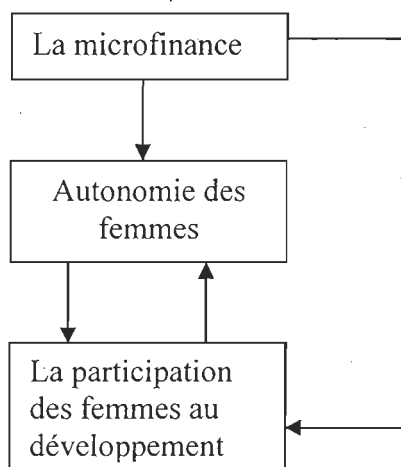 La microfinance
Autonomie des
femmes
La participation
des femmes au
développement